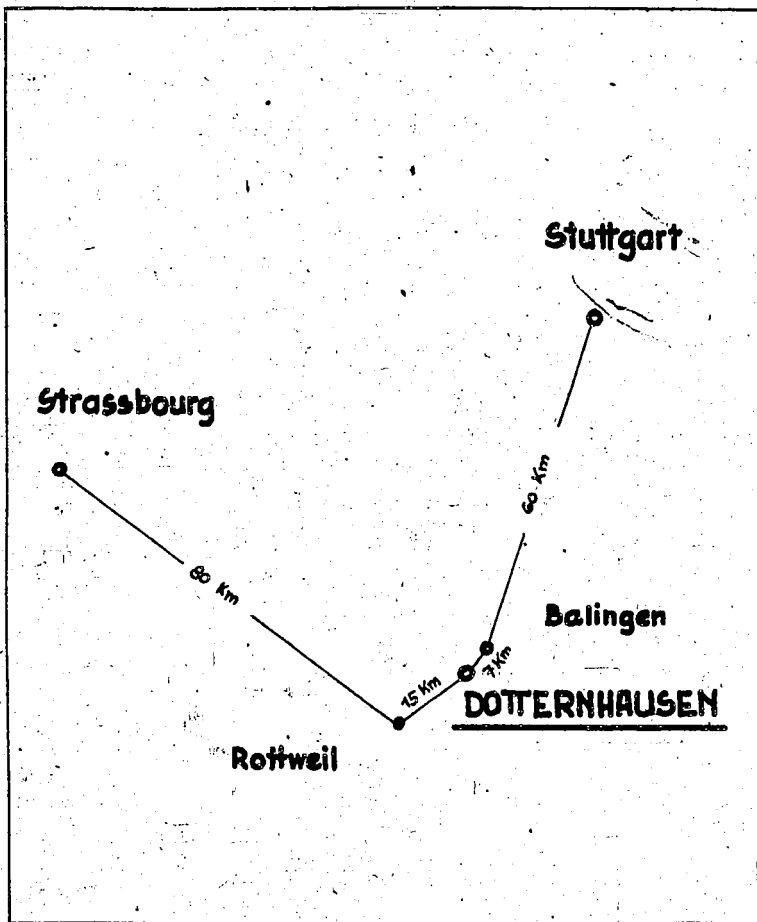 Stuttgart
Strassbourg
60 Km
80 Km
Balingen
7 Km
15 Km
DOTTERNHAUSEN
Rottweil